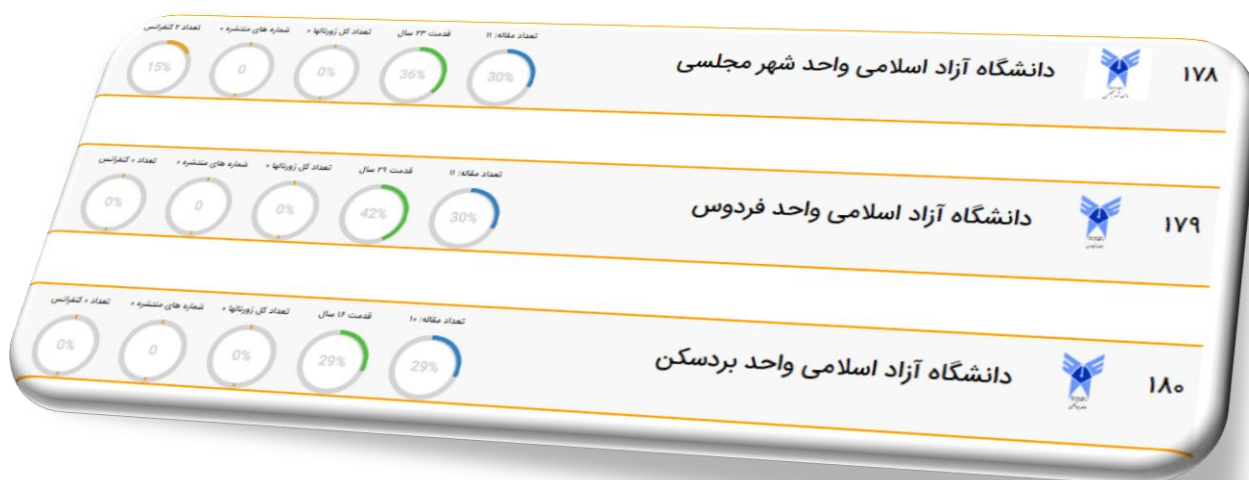 ۱۷۸
دانشگاه آزاد اسلامی واحد شهر مجلسی
تعداد مقاله: ۱۱
30%
قدمت ۲۳ سال
36%
تعداد کل ژورنالها ۰
0%
شماره های منتشره ۰
0
تعداد ۲ کنفرانس
15%
۱۷۹
دانشگاه آزاد اسلامی واحد فردوس
تعداد مقاله: ۱۱
30%
قدمت ۲۹ سال
42%
تعداد کل ژورنالها ۰
0%
شماره های منتشره ۰
0
تعداد ۰ کنفرانس
0%
۱۸۰
دانشگاه آزاد اسلامی واحد بردسکن
تعداد مقاله: ۱۰
29%
قدمت ۱۶ سال
29%
تعداد کل ژورنالها ۰
0%
شماره های منتشره ۰
0
تعداد ۰ کنفرانس
0%